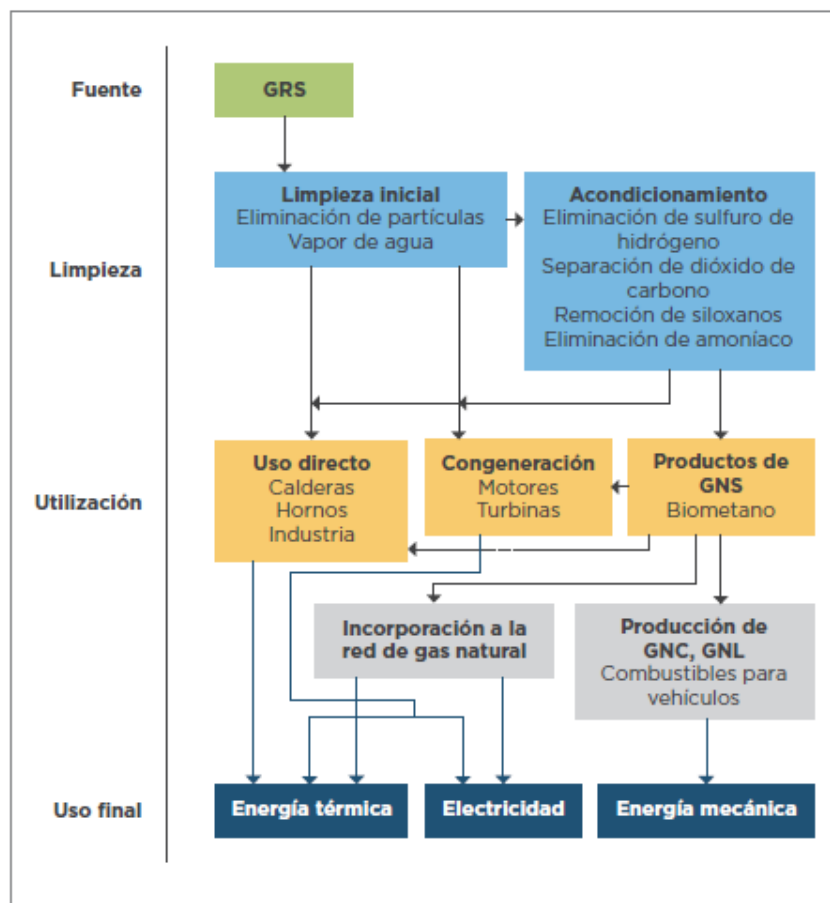 Fuente
GRS
Limpieza
Limpieza inicial
Eliminación de partículas
Vapor de agua
Acondicionamiento
Eliminación de sulfuro de
hidrógeno
Separación de dióxido de
carbono
Remoción de siloxanos
Eliminación de amoníaco
Utilización
Uso directo
Calderas
Hornos
Industria
Congeneración
Motores
Turbinas
Productos de
GNS
Biometano
Incorporación a la
red de gas natural
Producción de
GNC, GNL
Combustibles para
vehículos
Uso final
Energía térmica
Electricidad
Energía mecánica